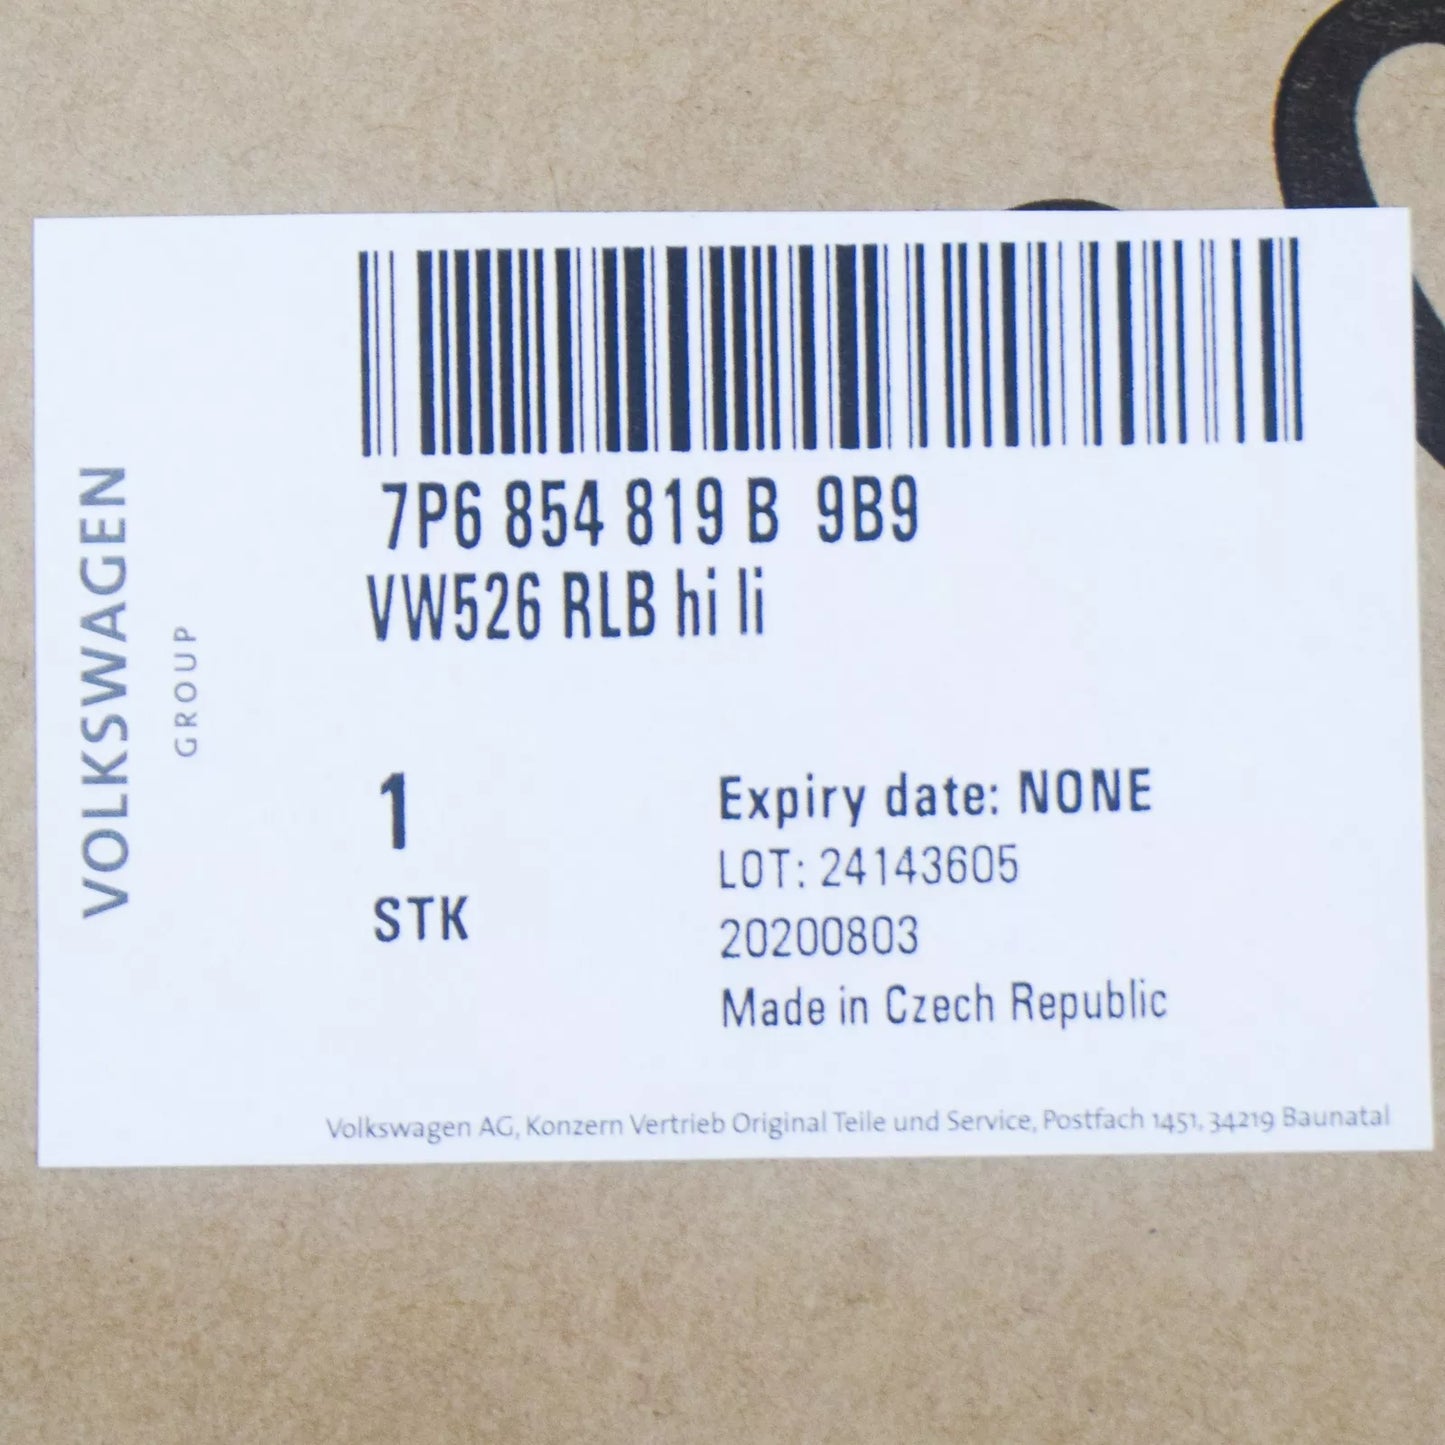 VOLKSWAGEN
GROUP
7P6 854 819 B 9B9
VW526 RLB hi li
1
STK
Expiry date: NONE
LOT: 24143605
20200803
Made in Czech Republic
Volkswagen AG, Konzern Vertrieb Original Teile und Service, Postfach 1451, 34219 Baunatal